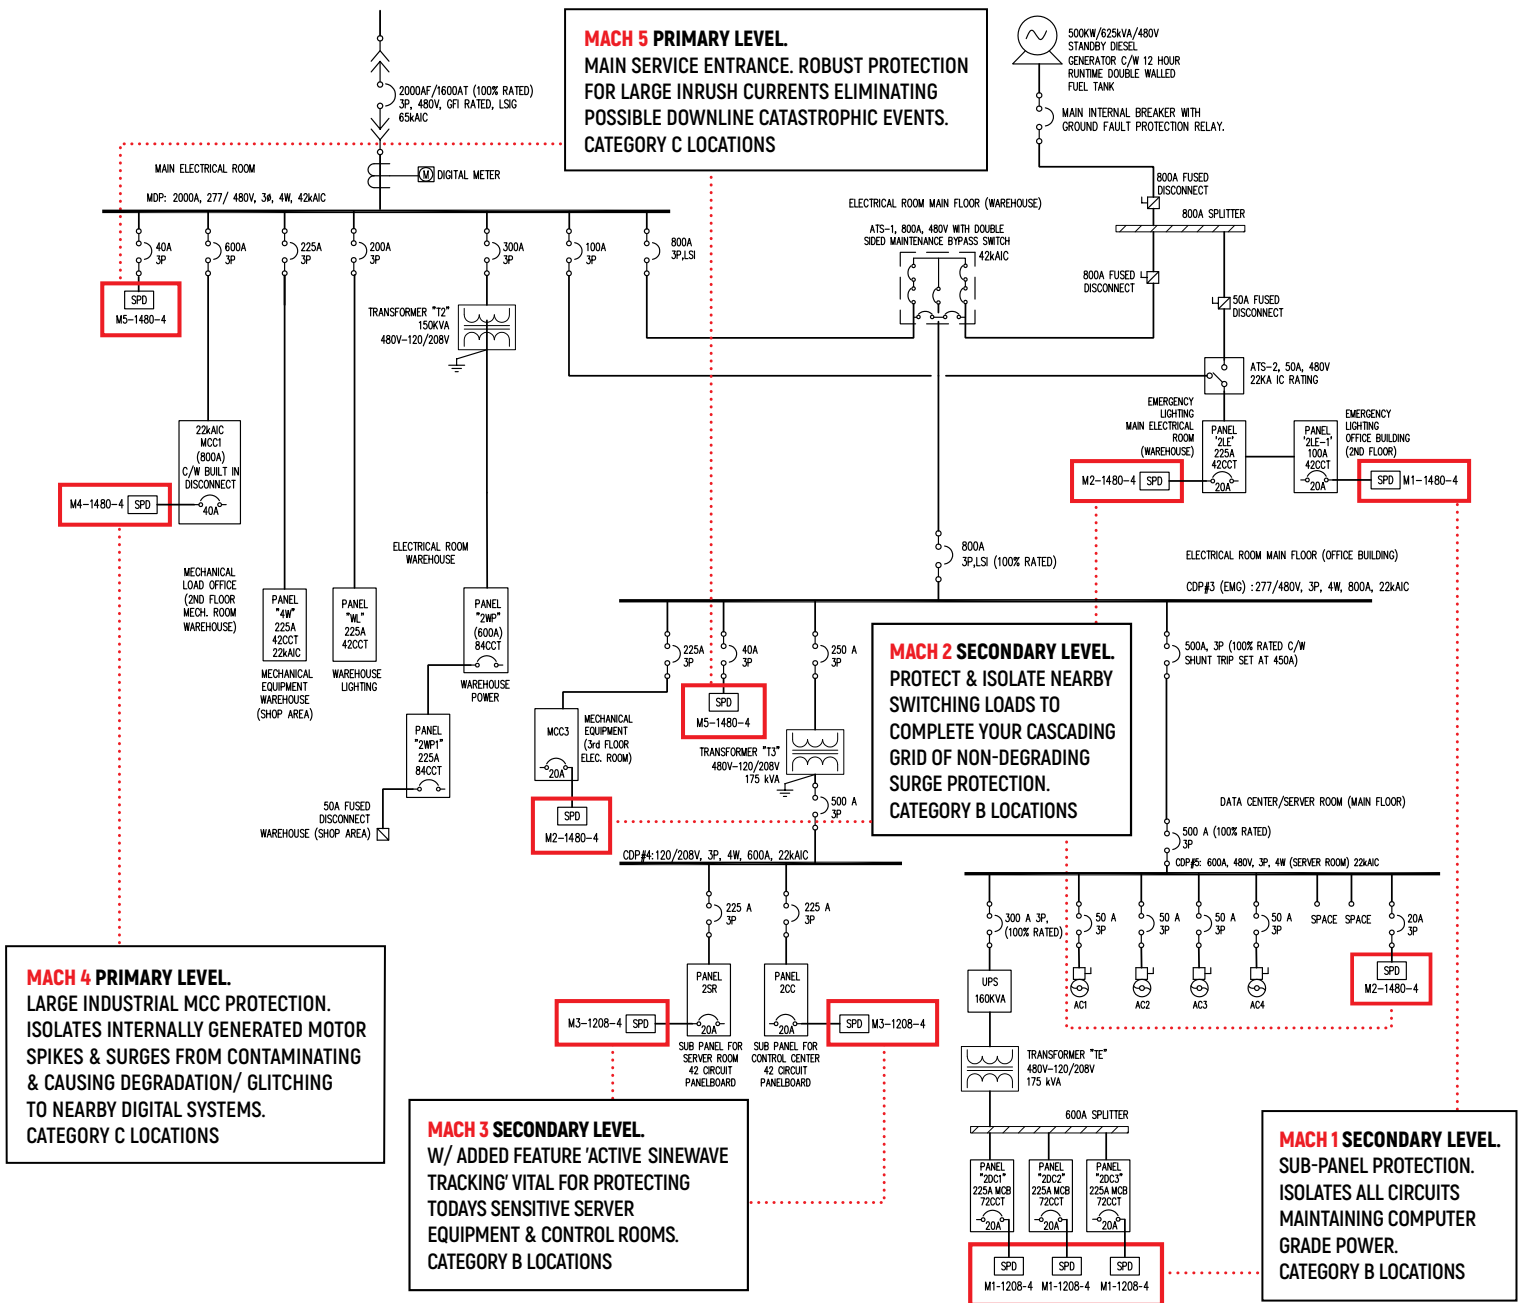 MACH 5 PRIMARY LEVEL.
MAIN SERVICE ENTRANCE. ROBUST PROTECTION
FOR LARGE INRUSH CURRENTS ELIMINATING
POSSIBLE DOWNLINE CATASTROPHIC EVENTS.
CATEGORY C LOCATIONS
500KW/625kVA/480V
STANDBY DIESEL
GENERATOR C/W 12 HOUR
RUNTIME DOUBLE WALLED
FUEL TANK
2000AF/1600AT (100% RATED)
3P, 480V, GFI RATED, LSIG
65kAIC
MAIN INTERNAL BREAKER WITH
GROUND FAULT PROTECTION RELAY.
MAIN ELECTRICAL ROOM
M
DIGITAL METER
MDP: 2000A, 277/ 480V, 3ø, 4W, 42kAIC
800A FUSED
DISCONNECT
800A SPLITTER
ELECTRICAL ROOM MAIN FLOOR (WAREHOUSE)
ATS-1, 800A, 480V WITH DOUBLE
SIDED MAINTENANCE BYPASS SWITCH
42kAIC
40A
3P
600A
3P
225A
3P
200A
3P
300A
3P
100A
3P
800A
3P,LSI
800A FUSED
DISCONNECT
50A FUSED
DISCONNECT
SPD
M5-1480-4
TRANSFORMER "T2"
150KVA
480V-120/208V
ATS-2, 50A, 480V
22KA IC RATING
EMERGENCY
LIGHTING
MAIN ELECTRICAL
ROOM
(WAREHOUSE)
PANEL
'2LE'
225A
42CCT
20A
PANEL
'2LE-1'
100A
42CCT
20A
EMERGENCY
LIGHTING
OFFICE BUILDING
(2ND FLOOR)
M2-1480-4
SPD
SPD
M1-1480-4
22kAIC
MCC1
(800A)
C/W BUILT IN
DISCONNECT
40A
M4-1480-4
SPD
ELECTRICAL ROOM
WAREHOUSE
800A
3P,LSI (100% RATED)
ELECTRICAL ROOM MAIN FLOOR (OFFICE BUILDING)
CDP#3 (EMG) :277/480V, 3P, 4W, 800A, 22kAIC
MECHANICAL
LOAD OFFICE
(2ND FLOOR
MECH. ROOM
WAREHOUSE)
PANEL
"4W"
225A
42CCT
22kAIC
MECHANICAL
EQUIPMENT
WAREHOUSE
(SHOP AREA)
PANEL
"WL"
225A
42CCT
WAREHOUSE
LIGHTING
PANEL
"2WP"
(600A)
84CCT
WAREHOUSE
POWER
PANEL
"2WP1"
225A
84CCT
50A FUSED
DISCONNECT
WAREHOUSE (SHOP AREA)
225A
3P
40A
3P
250 A
3P
500A, 3P (100% RATED C/W
SHUNT TRIP SET AT 450A)
MACH 2 SECONDARY LEVEL.
PROTECT & ISOLATE NEARBY
SWITCHING LOADS TO
COMPLETE YOUR CASCADING
GRID OF NON-DEGRADING
SURGE PROTECTION.
CATEGORY B LOCATIONS
SPD
M5-1480-4
MCC3
20A
MECHANICAL
EQUIPMENT
(3rd FLOOR
ELEC. ROOM)
SPD
M2-1480-4
TRANSFORMER "T3"
480V-120/208V
175 kVA
500 A
3P
CDP#4:120/208V, 3P, 4W, 600A, 22kAIC
DATA CENTER/SERVER ROOM (MAIN FLOOR)
500 A (100% RATED)
3P
CDP#5: 600A, 480V, 3P, 4W (SERVER ROOM) 22kAIC
225 A
3P
225 A
3P
300 A 3P,
(100% RATED)
50 A
3P
50 A
3P
50 A
3P
50 A
3P
SPACE
SPACE
20A
3P
AC1
AC2
AC3
AC4
SPD
M2-1480-4
MACH 4 PRIMARY LEVEL.
LARGE INDUSTRIAL MCC PROTECTION.
ISOLATES INTERNALLY GENERATED MOTOR
SPIKES & SURGES FROM CONTAMINATING
& CAUSING DEGRADATION/ GLITCHING
TO NEARBY DIGITAL SYSTEMS.
CATEGORY C LOCATIONS
PANEL
2SR
20A
PANEL
2CC
20A
UPS
160KVA
M3-1208-4
SPD
SPD
M3-1208-4
SUB PANEL FOR
SERVER ROOM
42 CIRCUIT
PANELBOARD
SUB PANEL FOR
CONTROL CENTER
42 CIRCUIT
PANELBOARD
TRANSFORMER "TE"
480V-120/208V
175 kVA
600A SPLITTER
MACH 3 SECONDARY LEVEL.
W/ ADDED FEATURE 'ACTIVE SINEWAVE
TRACKING' VITAL FOR PROTECTING
TODAYS SENSITIVE SERVER
EQUIPMENT & CONTROL ROOMS.
CATEGORY B LOCATIONS
PANEL
"2DC1"
225A MCB
72CCT
20A
PANEL
"2DC2"
225A MCB
72CCT
20A
PANEL
"2DC3"
225A MCB
72CCT
20A
SPD
M1-1208-4
SPD
M1-1208-4
SPD
M1-1208-4
MACH 1 SECONDARY LEVEL.
SUB-PANEL PROTECTION.
ISOLATES ALL CIRCUITS
MAINTAINING COMPUTER
GRADE POWER.
CATEGORY B LOCATIONS